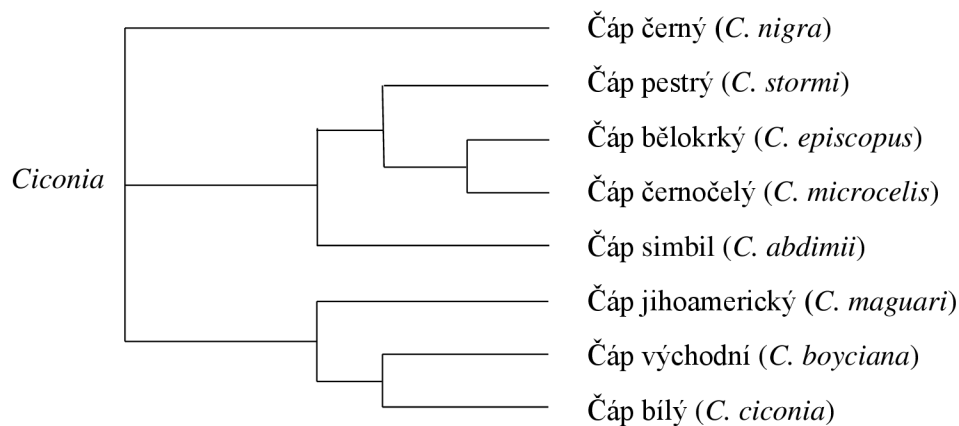 Čáp černý (C. nigra)
Čáp pestrý (C. stormi)
Čáp bělokrký (C. episcopus)
Ciconia
Čáp černočelý (C. microcelis)
Čáp simbil (C. abdimii)
Čáp jihoamerický (C. maguari)
Čáp východní (C. boyciana)
Čáp bílý (C. ciconia)